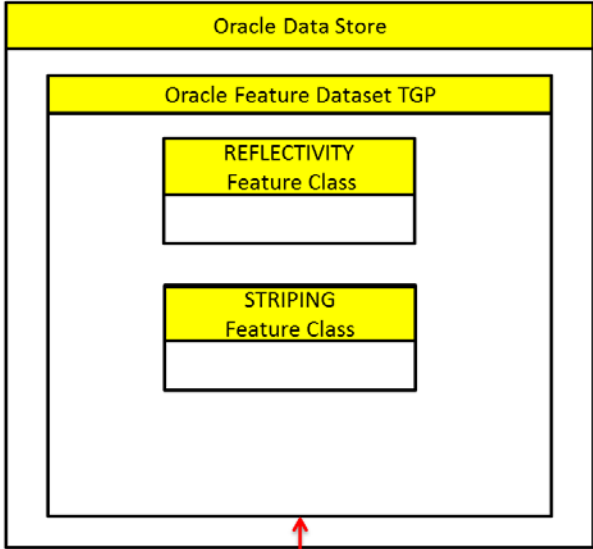 Oracle Data Store
Oracle Feature Dataset TGP
REFLECTIVITY
Feature Class
STRIPING
Feature Class